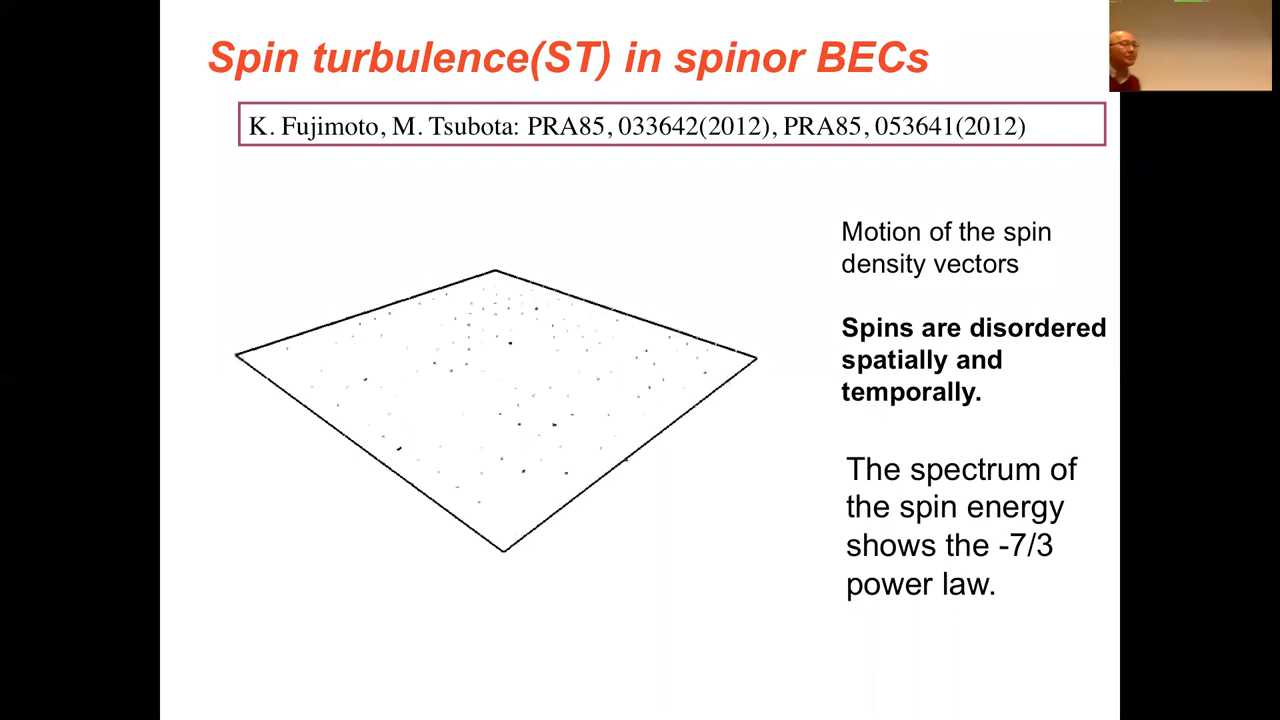 Spin turbulence(ST) in spinor BECs
K. Fujimoto, M. Tsubota: PRA85, 033642(2012), PRA85, 053641(2012)
Motion of the spin
density vectors
Spins are disordered
spatially and
temporally.
The spectrum of
the spin energy
shows the -7/3
power law.